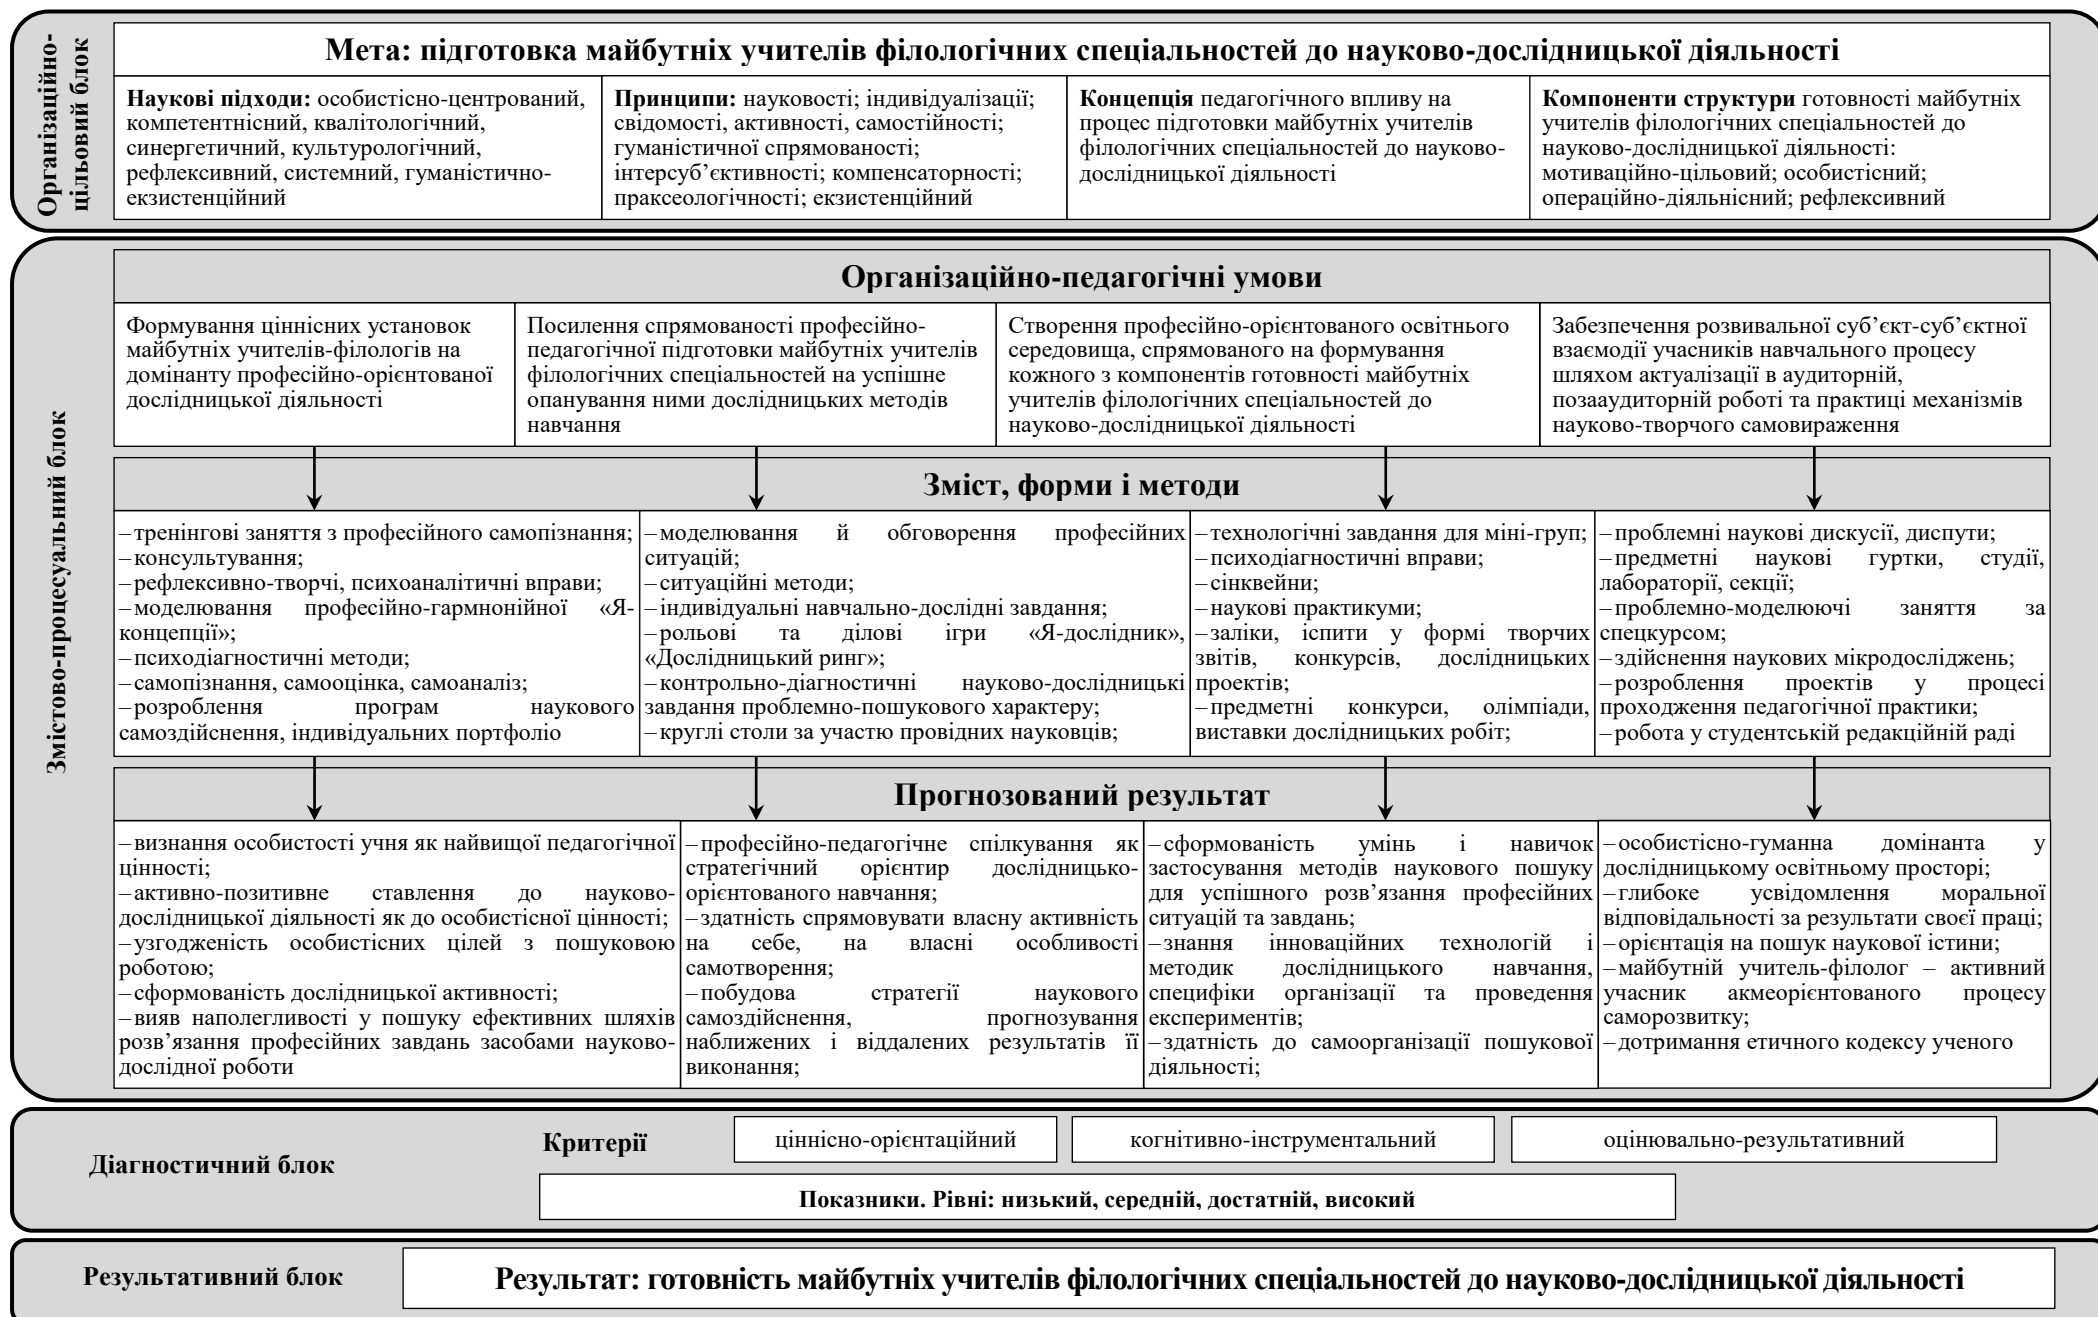 Організаційно-
цільовий блок
Мета: підготовка майбутніх учителів філологічних спеціальностей до науково-дослідницької діяльності
Наукові підходи: особистісно-центрований,
компетентнісний, квалітологічний,
синергетичний, культурологічний,
рефлексивний, системний, гуманістично-
екзистенційний
Принципи: науковості; індивідуалізації;
свідомості, активності, самостійності;
гуманістичної спрямованості;
інтерсуб’єктивності; компенсаторності;
праксеологічності; екзистенційний
Концепція педагогічного впливу на
процес підготовки майбутніх учителів
філологічних спеціальностей до науково-
дослідницької діяльності
Компоненти структури готовності майбутніх
учителів філологічних спеціальностей до
науково-дослідницької діяльності:
мотиваційно-цільовий; особистісний;
операційно-діяльнісний; рефлексивний
Змістово-процесуальний блок
Організаційно-педагогічні умови
Формування ціннісних установок
майбутніх учителів-філологів на
домінанту професійно-орієнтованої
дослідницької діяльності
Посилення спрямованості професійно-
педагогічної підготовки майбутніх учителів
філологічних спеціальностей на успішне
опанування ними дослідницьких методів
навчання
Створення професійно-орієнтованого освітнього
середовища, спрямованого на формування
кожного з компонентів готовності майбутніх
учителів філологічних спеціальностей до
науково-дослідницької діяльності
Забезпечення розвивальної суб’єкт-суб’єктної
взаємодії учасників навчального процесу
шляхом актуалізації в аудиторній,
позааудиторній роботі та практиці механізмів
науково-творчого самовираження
Зміст, форми і методи
–тренінгові заняття з професійного самопізнання;
–консультування;
–рефлексивно-творчі, психоаналітичні вправи;
–моделювання професійно-гармнонійної «Я-
концепції»;
–психодіагностичні методи;
–самопізнання, самооцінка, самоаналіз;
–розроблення програм наукового
самоздійснення, індивідуальних портфоліо
–моделювання й обговорення професійних
ситуацій;
–ситуаційні методи;
–індивідуальні навчально-дослідні завдання;
–рольові та ділові ігри «Я-дослідник»,
«Дослідницький ринг»;
–контрольно-діагностичні науково-дослідницькі
завдання проблемно-пошукового характеру;
–круглі столи за участю провідних науковців;
–технологічні завдання для міні-груп;
–психодіагностичні вправи;
–сінквейни;
–наукові практикуми;
–заліки, іспити у формі творчих
звітів, конкурсів, дослідницьких
проектів;
–предметні конкурси, олімпіади,
виставки дослідницьких робіт;
–проблемні наукові дискусії, диспути;
–предметні наукові гуртки, студії,
лабораторії, секції;
–проблемно-моделюючі заняття за
спецкурсом;
–здійснення наукових мікродосліджень;
–розроблення проектів у процесі
проходження педагогічної практики;
–робота у студентській редакційній раді
Прогнозований результат
–визнання особистості учня як найвищої педагогічної
цінності;
–активно-позитивне ставлення до науково-
дослідницької діяльності як до особистісної цінності;
–узгодженість особистісних цілей з пошуковою
роботою;
–сформованість дослідницької активності;
–вияв наполегливості у пошуку ефективних шляхів
розв’язання професійних завдань засобами науково-
дослідної роботи
–професійно-педагогічне спілкування як
стратегічний орієнтир дослідницько-
орієнтованого навчання;
–здатність спрямовувати власну активність
на себе, на власні особливості
самотворення;
–побудова стратегії наукового
самоздійснення, прогнозування
наближених і віддалених результатів її
виконання;
–сформованість умінь і навичок
застосування методів наукового пошуку
для успішного розв’язання професійних
ситуацій та завдань;
–знання інноваційних технологій і
методик дослідницького навчання,
специфіки організації та проведення
експериментів;
–здатність до самоорганізації пошукової
діяльності;
–особистісно-гуманна домінанта у
дослідницькому освітньому просторі;
–глибоке усвідомлення моральної
відповідальності за результати своєї праці;
–орієнтація на пошук наукової істини;
–майбутній учитель-філолог – активний
учасник акмеорієнтованого процесу
саморозвитку;
–дотримання етичного кодексу ученого
Діагностичний блок
Критерії
ціннісно-орієнтаційний
когнітивно-інструментальний
оцінювально-результативний
Показники. Рівні: низький, середній, достатній, високий
Результативний блок
Результат: готовність майбутніх учителів філологічних спеціальностей до науково-дослідницької діяльності